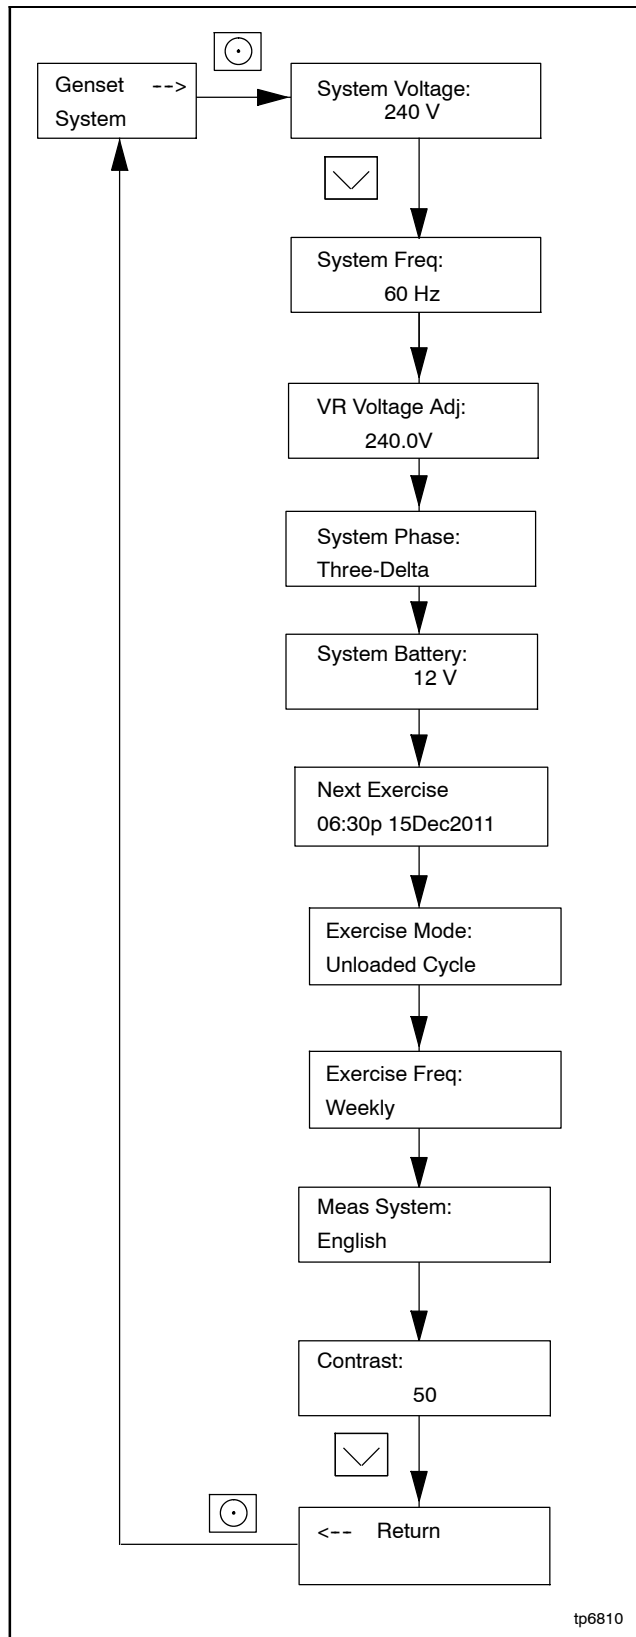 Genset -->
System
System Voltage:
240 V
System Freq:
60 Hz
VR Voltage Adj:
240.0V
System Phase:
Three-Delta
System Battery:
12 V
Next Exercise
06:30p 15Dec2011
Exercise Mode:
Unloaded Cycle
Exercise Freq:
Weekly
Meas System:
English
Contrast:
50
<-- Return
tp6810